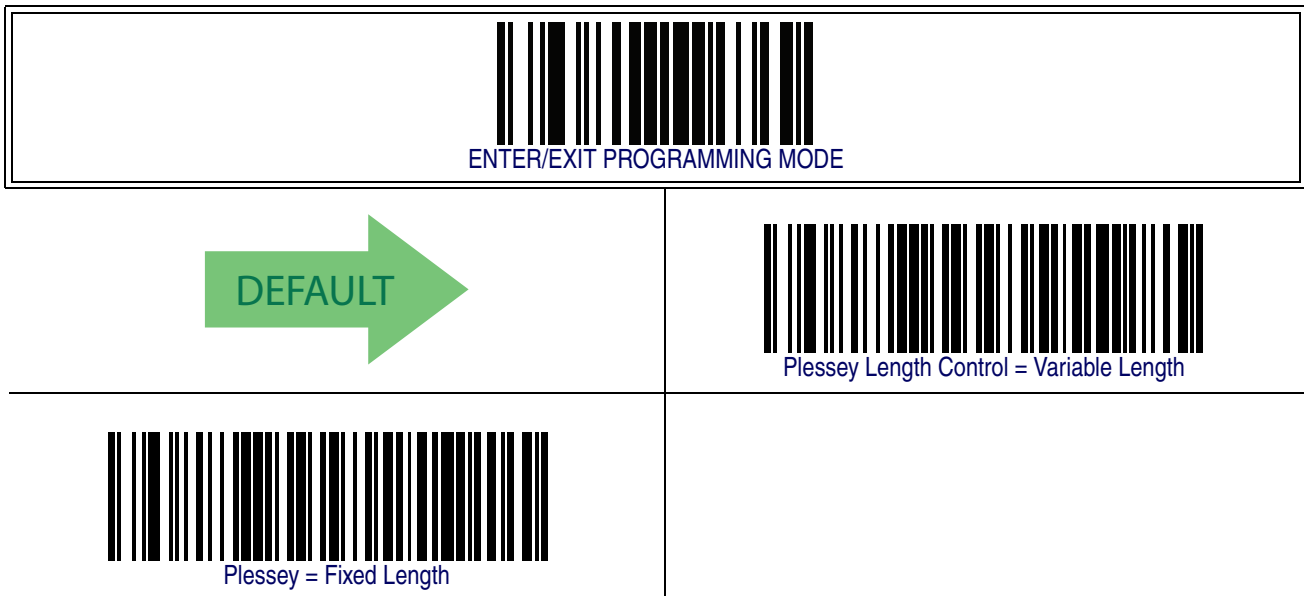 ENTER/EXIT PROGRAMMING MODE
DEFAULT
Plessey Length Control = Variable Length
Plessey = Fixed Length